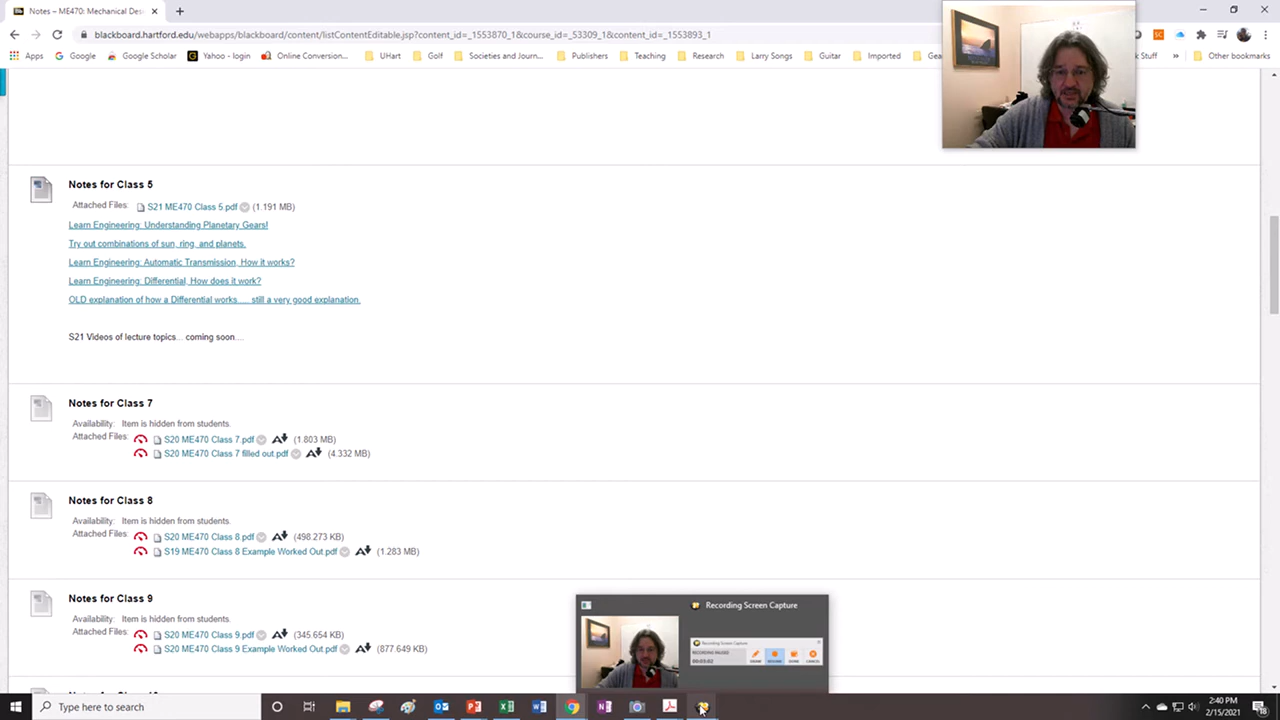 Notes – ME470: Mechanical Des
blackboard.hartford.edu/webapps/blackboard/content/listContentEditable.jsp?content_id=_1553870_1&course_id=_53309_1&content_id=_1553893_1
Apps Google Google Scholar Yahoo - login Online Conversion... UHart Golf Societies and Journ... Publishers Teaching Research Larry Songs Guitar Imported Gea k Stuff » Other bookmarks
Notes for Class 5
Attached Files: S21 ME470 Class 5.pdf (1.191 MB)
Learn Engineering: Understanding Planetary Gears!
Try out combinations of sun, ring, and planets.
Learn Engineering: Automatic Transmission, How it works?
Learn Engineering: Differential, How does it work?
OLD explanation of how a Differential works..... still a very good explanation.
S21 Videos of lecture topics... coming soon....
Notes for Class 7
Availability: Item is hidden from students.
Attached Files: S20 ME470 Class 7.pdf (1.803 MB)
S20 ME470 Class 7 filled out.pdf (4.332 MB)
Notes for Class 8
Availability: Item is hidden from students.
Attached Files: S20 ME470 Class 8.pdf (498.273 KB)
S19 ME470 Class 8 Example Worked Out.pdf (1.283 MB)
Notes for Class 9
Availability: Item is hidden from students.
Attached Files: S20 ME470 Class 9.pdf (345.654 KB)
S20 ME470 Class 9 Example Worked Out.pdf (877.649 KB)
Recording Screen Capture
Recording Screen Capture
RECORDING PAUSED
Type here to search
2:40 PM
2/15/2021